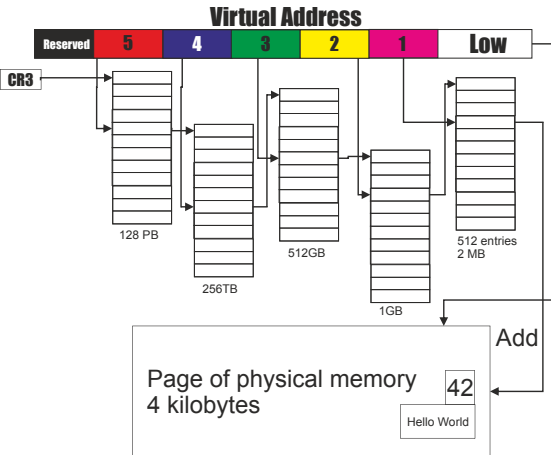 Virtual Address
Reserved 5 4 3 2 1 Low
CR3
128 PB
256TB
512GB
1GB
512 entries
2 MB
Add
Page of physical memory
4 kilobytes
42
Hello World